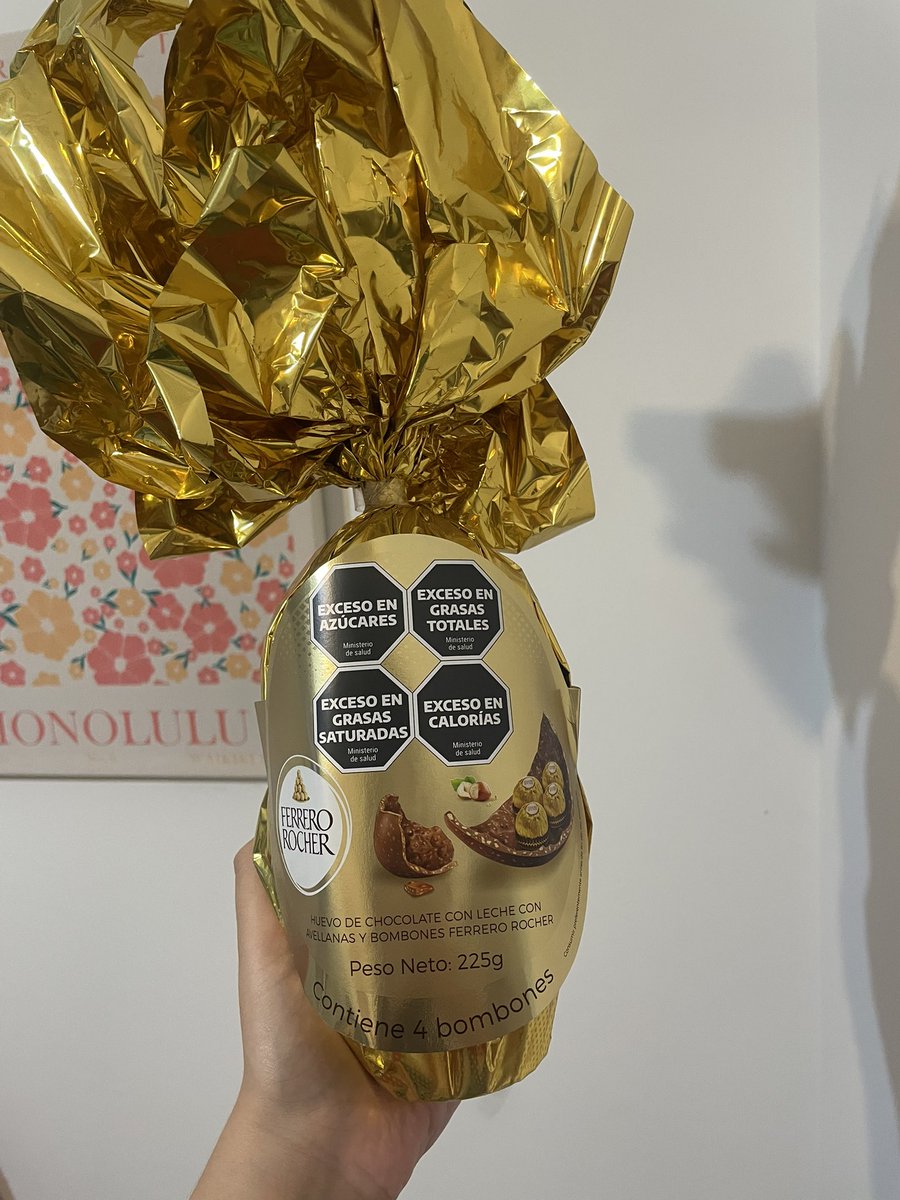 EXCESO EN
AZÚCARES
Ministerio
de salud
EXCESO EN
GRASAS
TOTALES
Ministerio
de salud
EXCESO EN
GRASAS
SATURADAS
Ministerio
de salud
EXCESO EN
CALORÍAS
Ministerio
de salud
FERRERO
ROCHER
HUEVO DE CHOCOLATE CON LECHE CON
AVELLANAS Y BOMBONES FERRERO ROCHER
Peso Neto: 225g
Contiene 4 bombones
HONOLULU